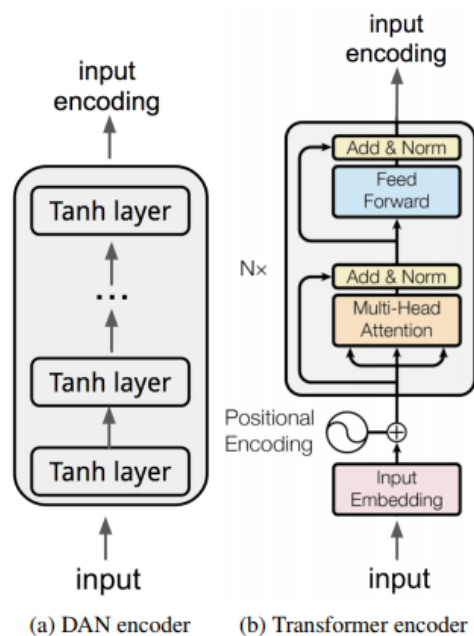 input
encoding
Tanh layer
...
Tanh layer
Tanh layer
input
(a) DAN encoder
input
encoding
Add & Norm
Feed
Forward
N×
Add & Norm
Multi-Head
Attention
Positional
Encoding
Input
Embedding
input
(b) Transformer encoder